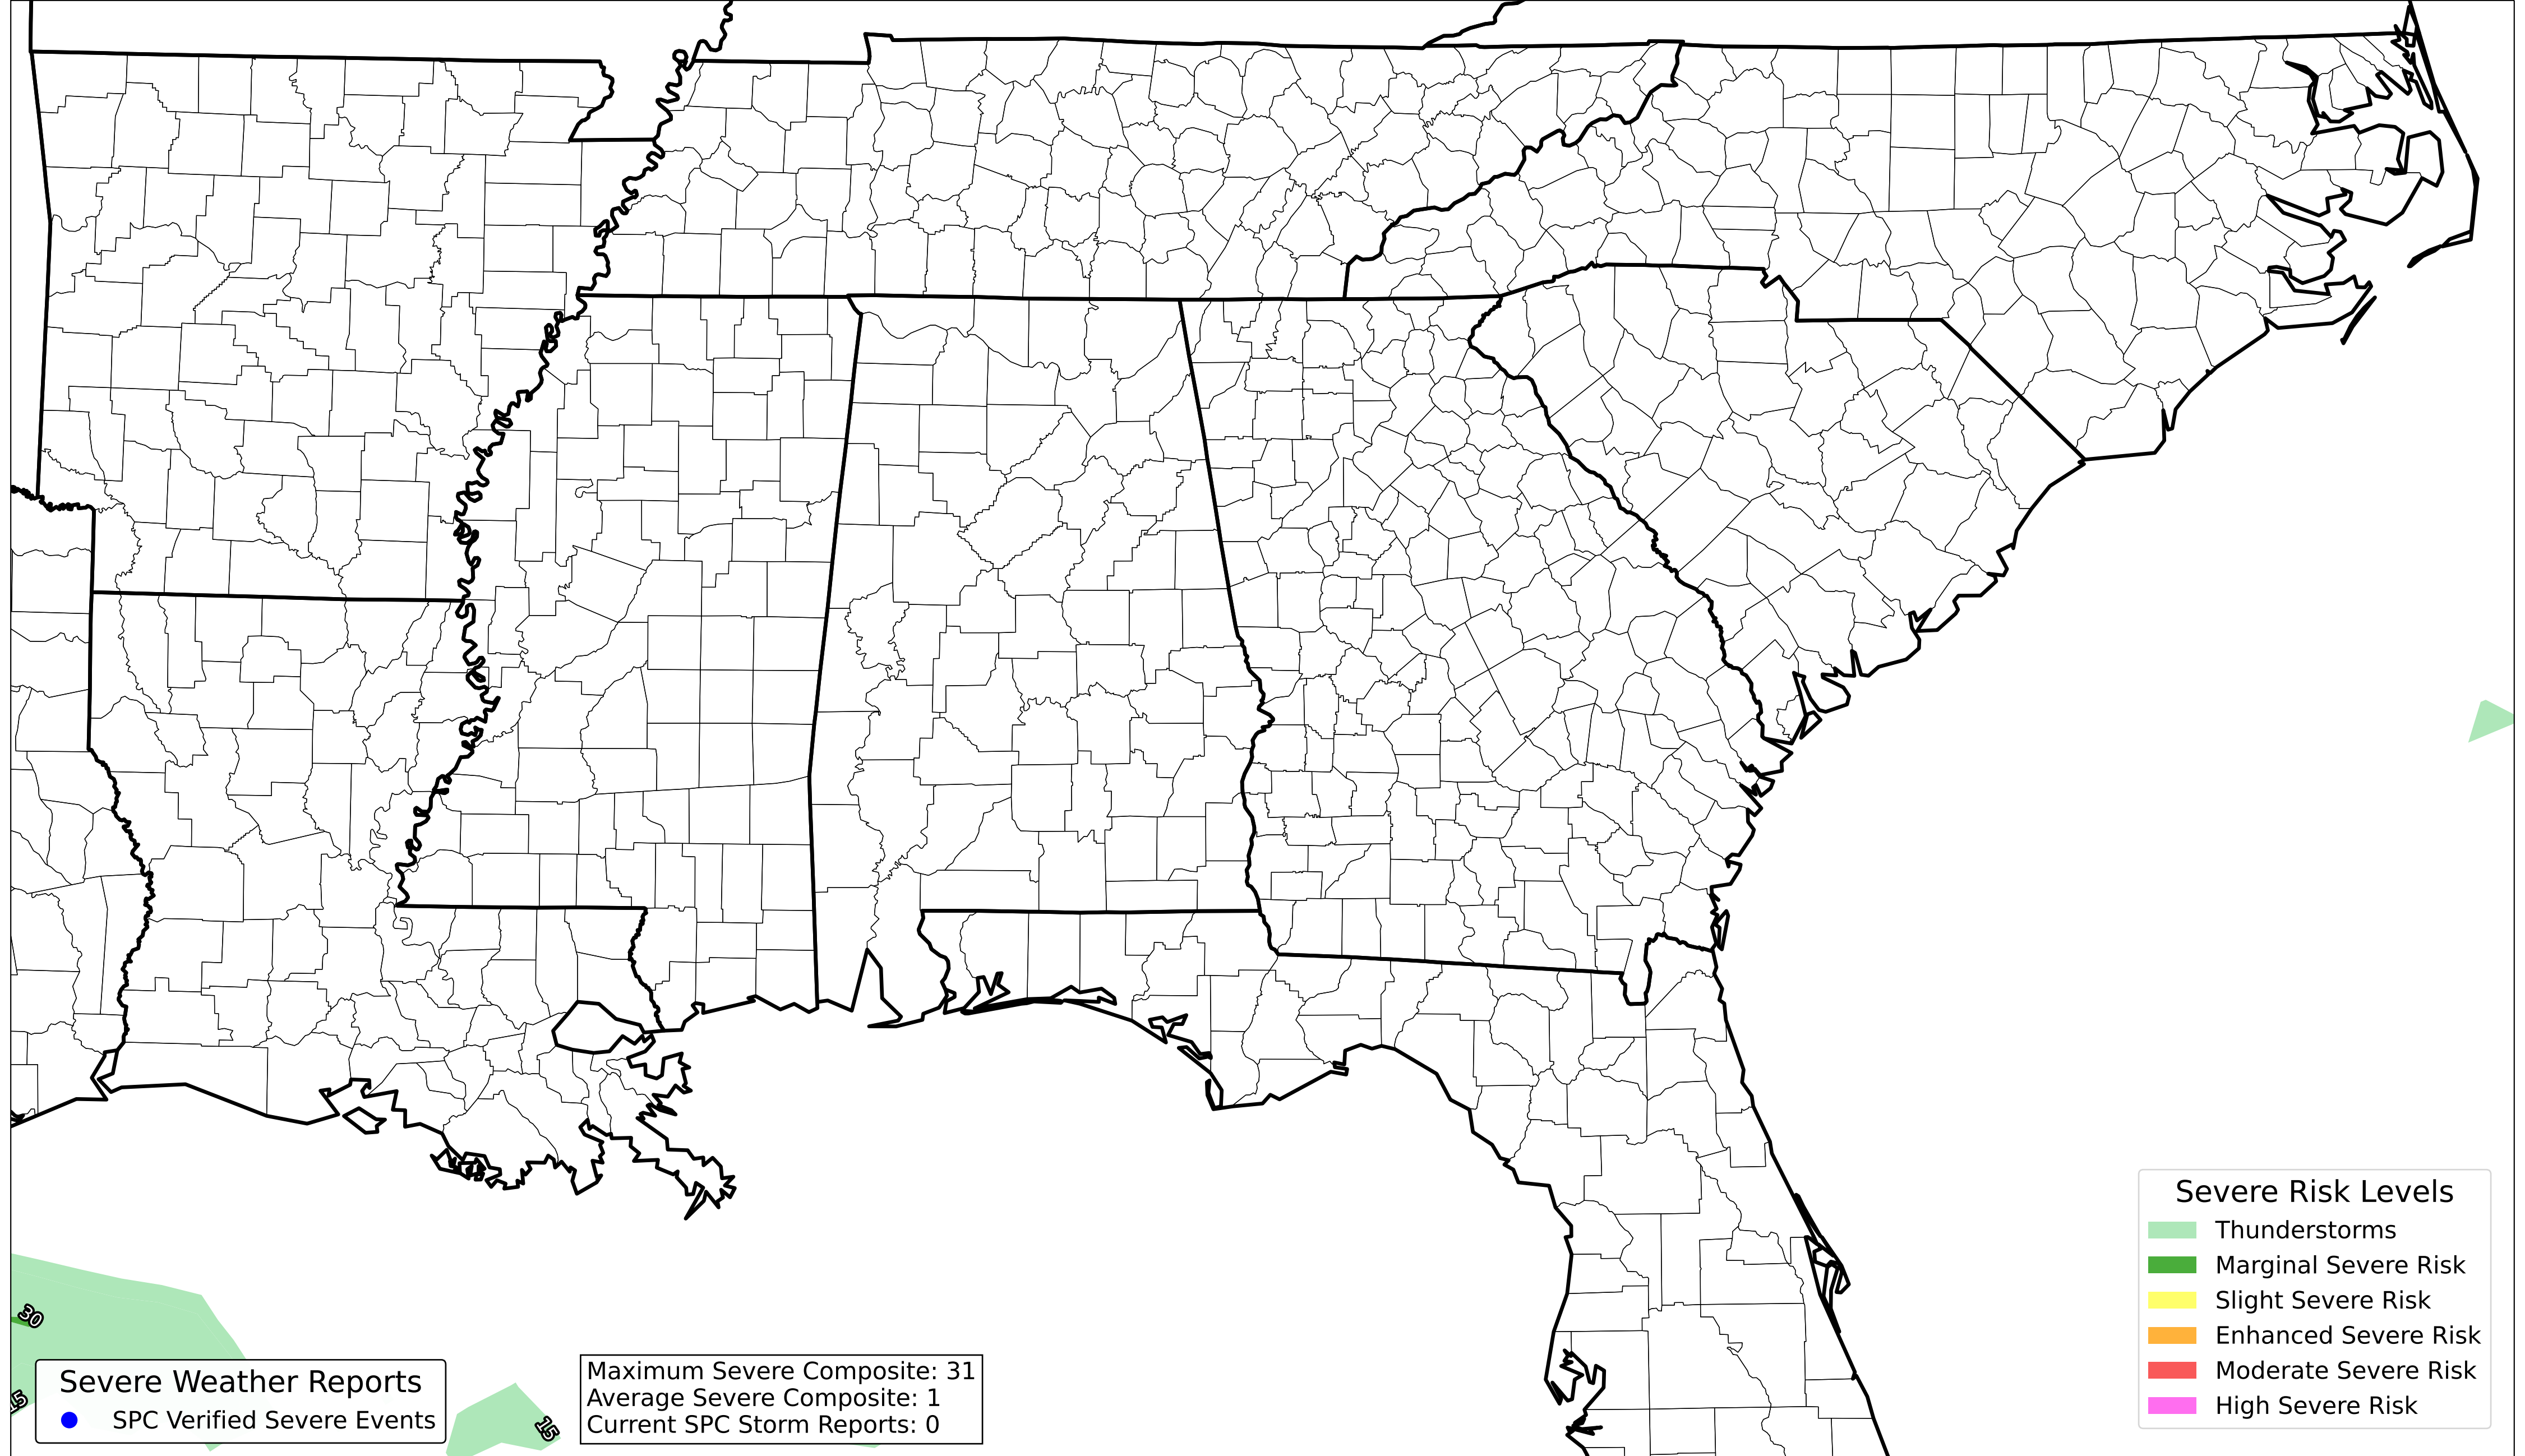 30
15
Severe Weather Reports
SPC Verified Severe Events
15
Maximum Severe Composite: 31
Average Severe Composite: 1
Current SPC Storm Reports: 0
Severe Risk Levels
Thunderstorms
Marginal Severe Risk
Slight Severe Risk
Enhanced Severe Risk
Moderate Severe Risk
High Severe Risk